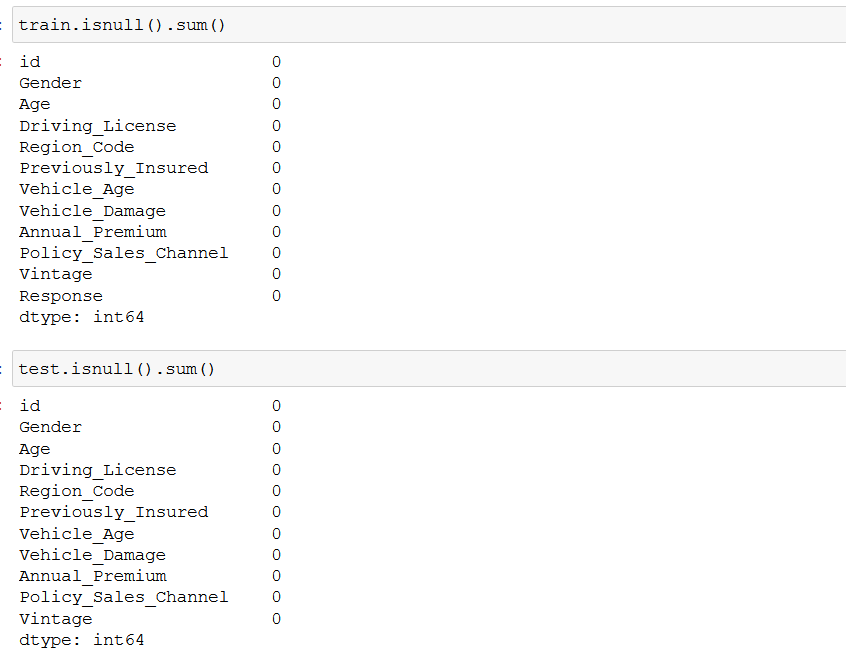 train.isnull().sum()
id 0
Gender 0
Age 0
Driving_License 0
Region_Code 0
Previously_Insured 0
Vehicle_Age 0
Vehicle_Damage 0
Annual_Premium 0
Policy_Sales_Channel 0
Vintage 0
Response 0
dtype: int64
test.isnull().sum()
id 0
Gender 0
Age 0
Driving_License 0
Region_Code 0
Previously_Insured 0
Vehicle_Age 0
Vehicle_Damage 0
Annual_Premium 0
Policy_Sales_Channel 0
Vintage 0
dtype: int64